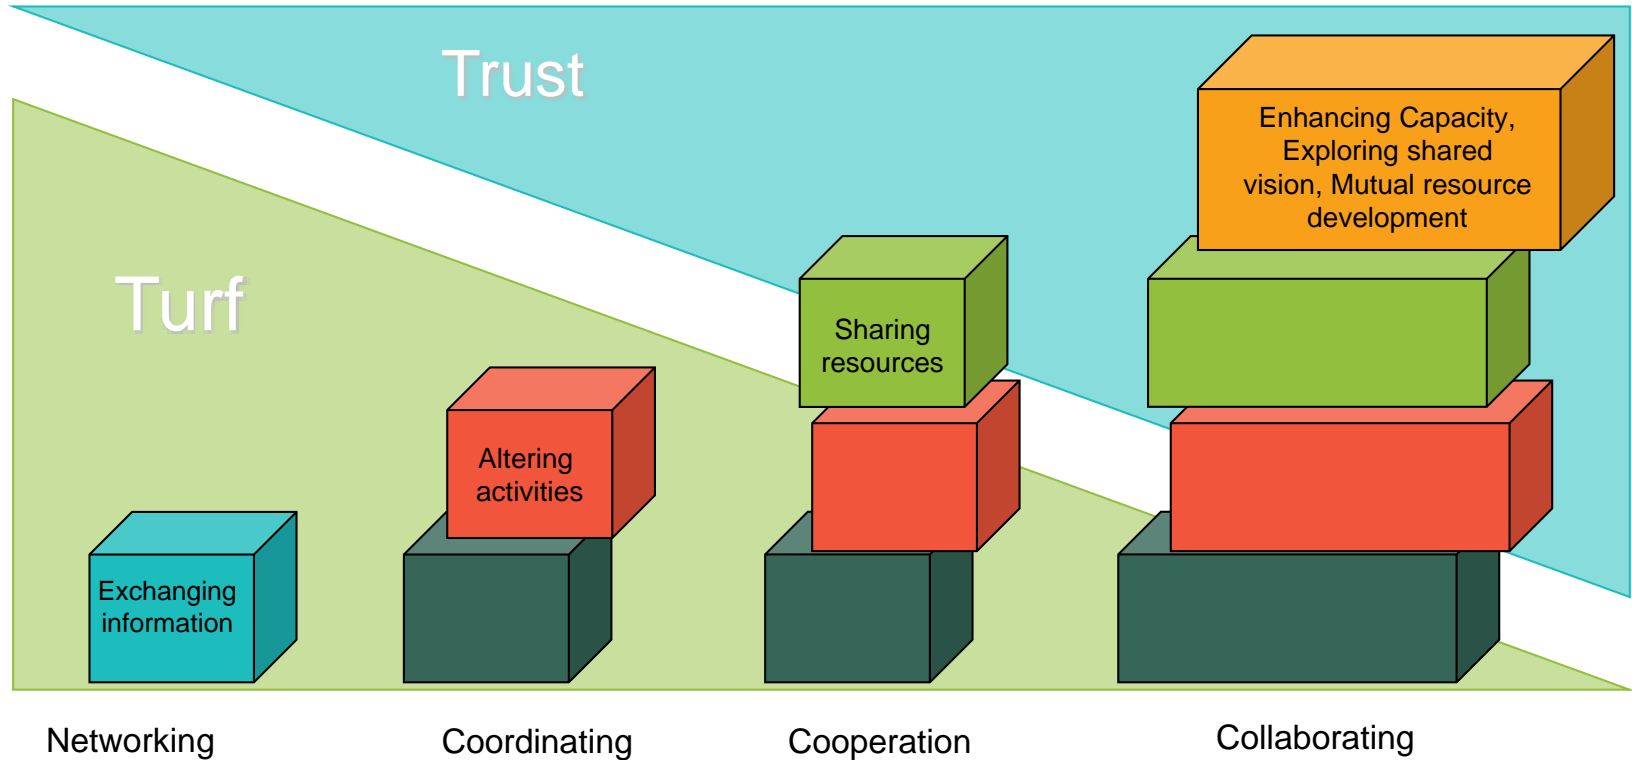 Trust
Enhancing Capacity,
Exploring shared
vision, Mutual resource
development
Turf
Sharing
resources
Altering
activities
Exchanging
information
Networking
Coordinating
Cooperation
Collaborating